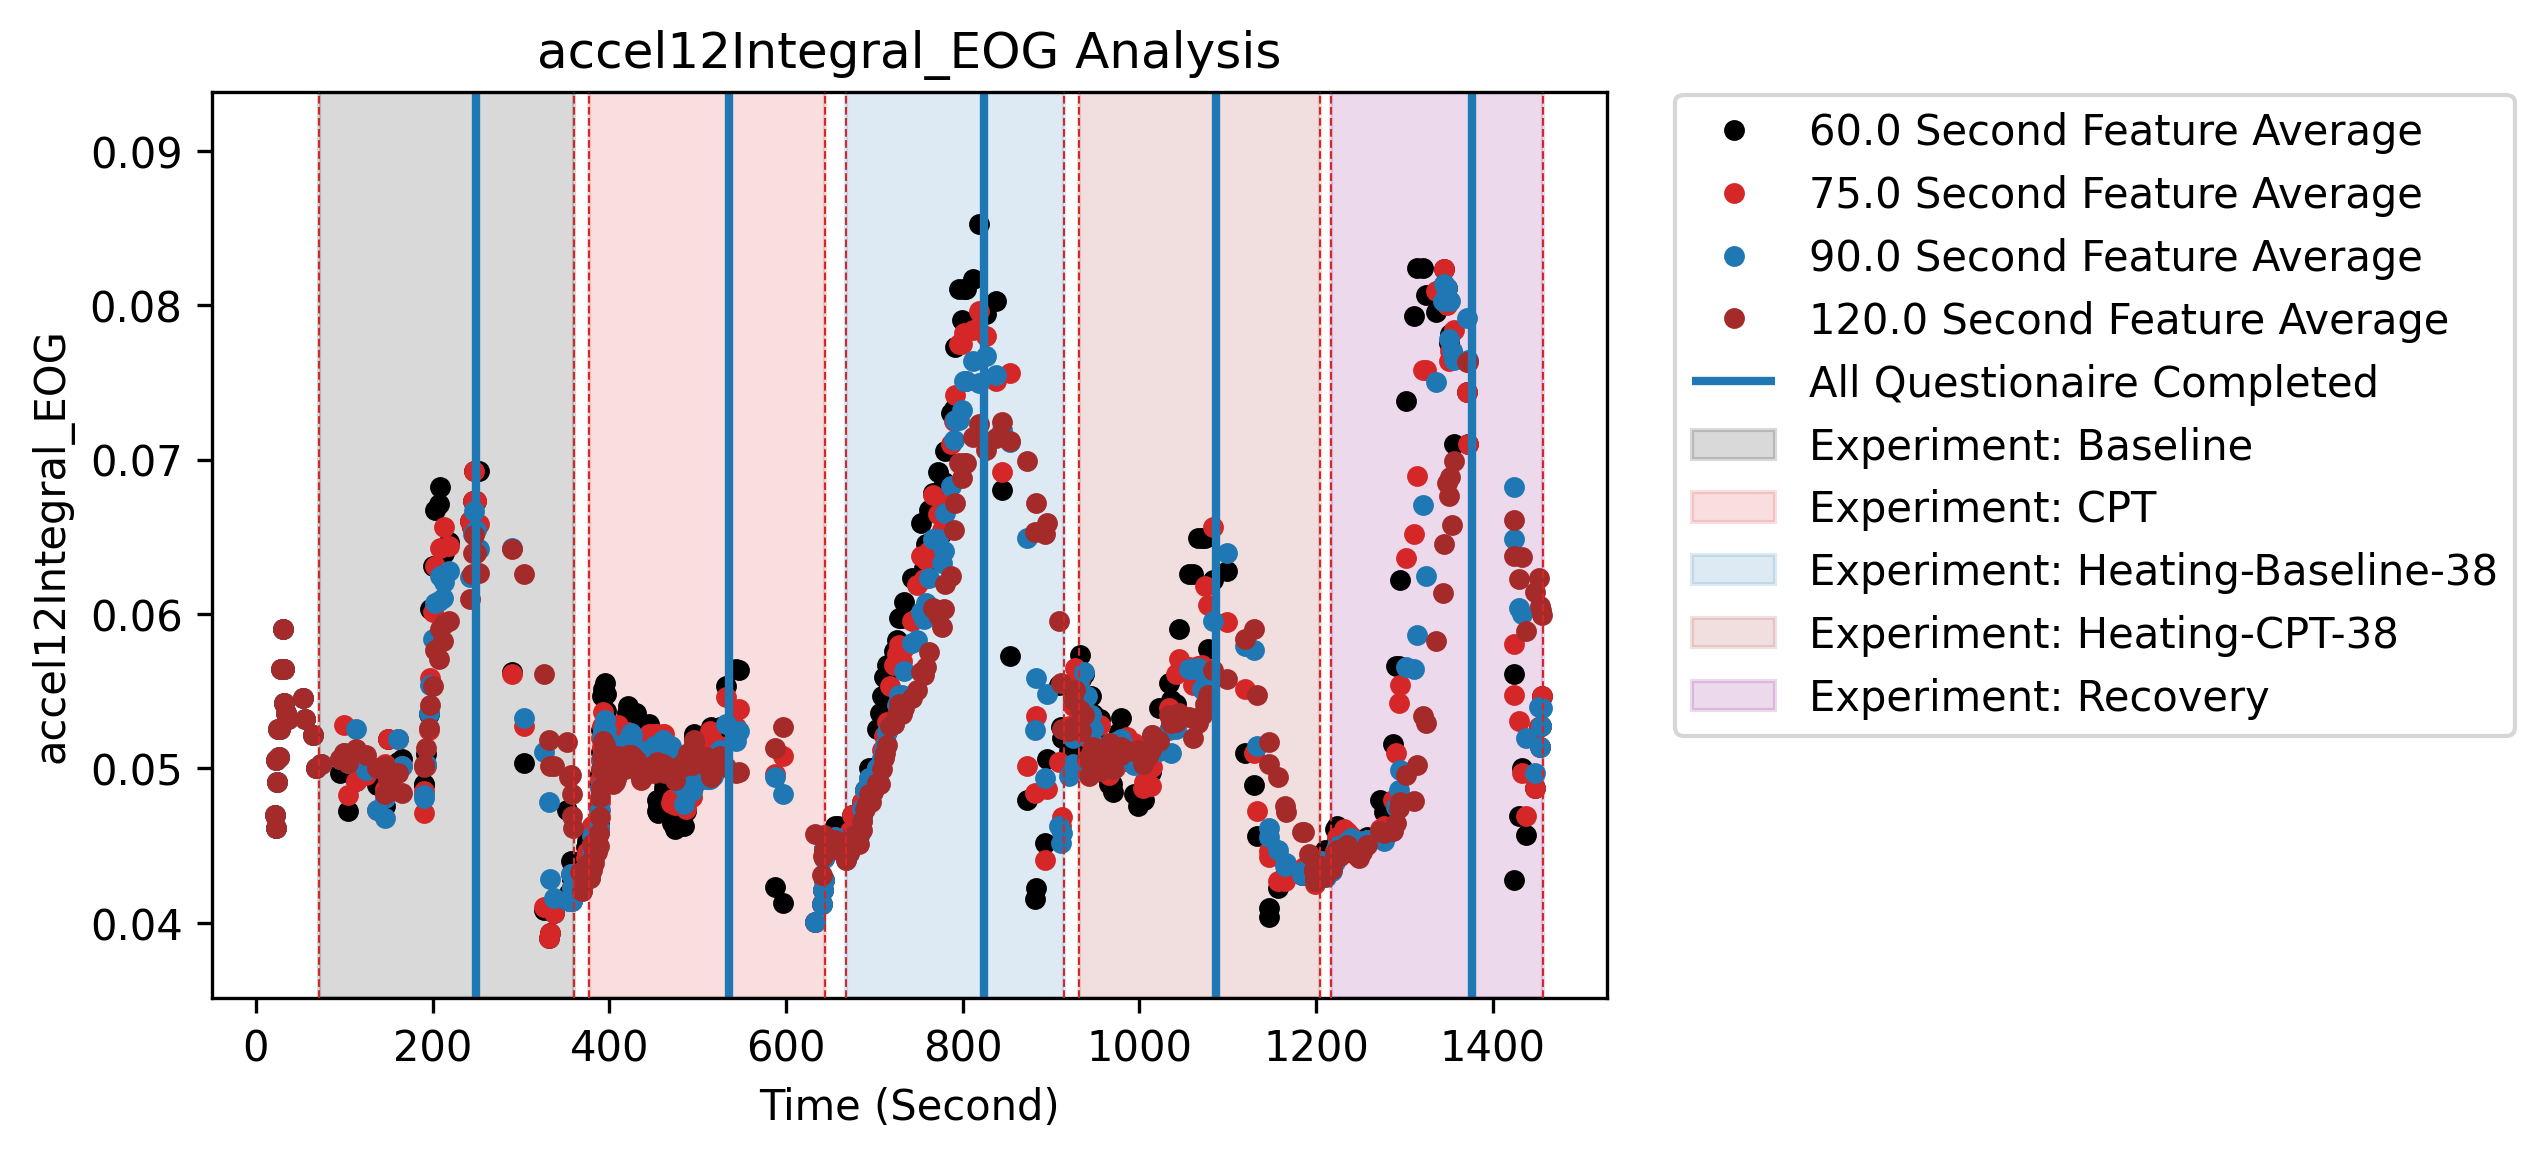 accel12Integral_EOG Analysis
accel12Integral_EOG
0.09
0.08
0.07
0.06
0.05
0.04
0
200
400
600
800
1000
1200
1400
Time (Second)
60.0 Second Feature Average
75.0 Second Feature Average
90.0 Second Feature Average
120.0 Second Feature Average
All Questionaire Completed
Experiment: Baseline
Experiment: CPT
Experiment: Heating-Baseline-38
Experiment: Heating-CPT-38
Experiment: Recovery